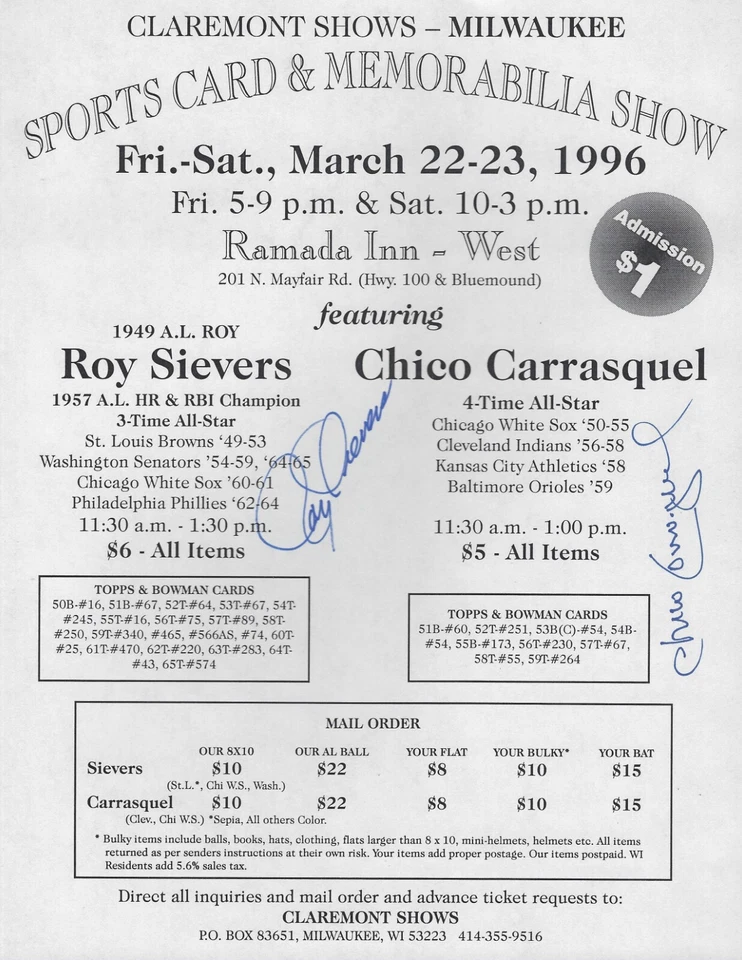 CLAREMONT SHOWS – MILWAUKEE
SPORTS CARD & MEMORABILIA SHOW
Fri.-Sat., March 22-23, 1996
Fri. 5-9 p.m. & Sat. 10-3 p.m.
Ramada Inn - West
201 N. Mayfair Rd. (Hwy. 100 & Bluemound)
Admission
$1
featuring
1949 A.L. ROY
Roy Sievers
1957 A.L. HR & RBI Champion
3-Time All-Star
St. Louis Browns ‘49-53
Washington Senators ’54-59, ‘64-65
Chicago White Sox ’60-61
Philadelphia Phillies ‘62-64
11:30 a.m. - 1:30 p.m.
$6 - All Items
Roy Sievers
TOPPS & BOWMAN CARDS
50B-#16, 51B-#67, 52T-#64, 53T-#67, 54T-
#245, 55T-#16, 56T-#75, 57T-#89, 58T-
#250, 59T-#340, #465, #566AS, #74, 60T-
#25, 61T-#470, 62T-#220, 63T-#283, 64T-
#43, 65T-#574
Chico Carrasquel
4-Time All-Star
Chicago White Sox ‘50-55
Cleveland Indians ’56-58
Kansas City Athletics ‘58
Baltimore Orioles ’59
11:30 a.m. - 1:00 p.m.
$5 - All Items
Chico Carrasquel
TOPPS & BOWMAN CARDS
51B-#60, 52T-#251, 53B(C)-#54, 54B-
#54, 55B-#173, 56T-#230, 57T-#67,
58T-#55, 59T-#264
MAIL ORDER
OUR 8X10 OUR AL BALL YOUR FLAT YOUR BULKY* YOUR BAT
Sievers $10 $22 $8 $10 $15
(St.L.*, Chi W.S., Wash.)
Carrasquel $10 $22 $8 $10 $15
(Clev., Chi W.S.) *Sepia, All others Color.
* Bulky items include balls, books, hats, clothing, flats larger than 8 x 10, mini-helmets, helmets etc. All items
returned as per senders instructions at their own risk. Your items add proper postage. Our items postpaid. WI
Residents add 5.6% sales tax.
Direct all inquiries and mail order and advance ticket requests to:
CLAREMONT SHOWS
P.O. BOX 83651, MILWAUKEE, WI 53223 414-355-9516